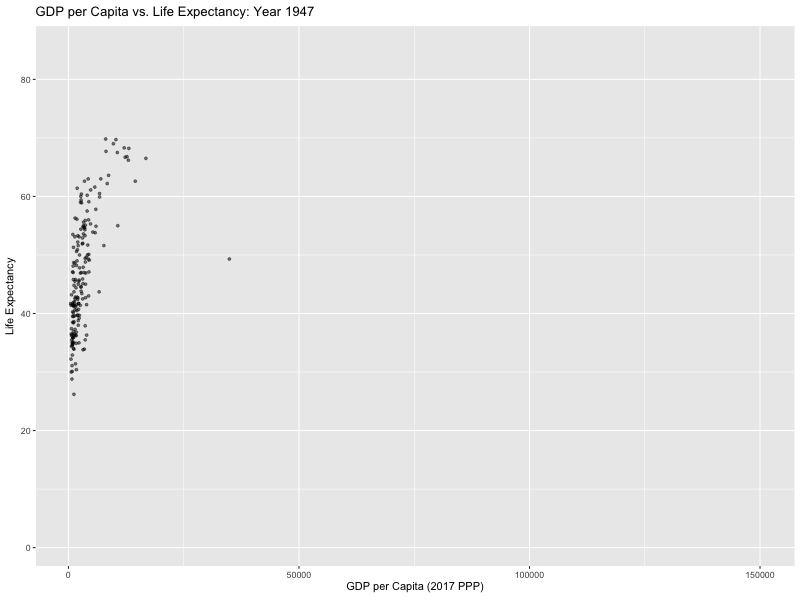 GDP per Capita vs. Life Expectancy: Year 1947
Life Expectancy
80
60
40
20
0
0 50000 100000 150000
GDP per Capita (2017 PPP)